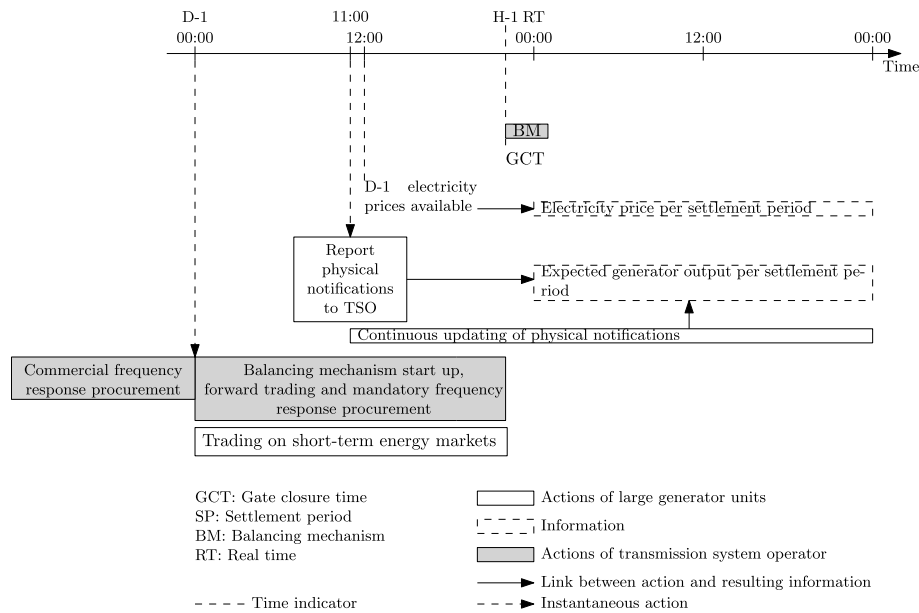 D-1 11:00 H-1 RT
00:00 12:00 00:00 12:00 00:00
Time
BM
GCT
D-1 electricity
prices available
Electricity price per settlement period
Report
physical
notifications
to TSO
Expected generator output per settlement pe-
riod
Continuous updating of physical notifications
Commercial frequency
response procurement
Balancing mechanism start up,
forward trading and mandatory frequency
response procurement
Trading on short-term energy markets
GCT: Gate closure time
SP: Settlement period
BM: Balancing mechanism
RT: Real time
Time indicator
Actions of large generator units
Information
Actions of transmission system operator
Link between action and resulting information
Instantaneous action